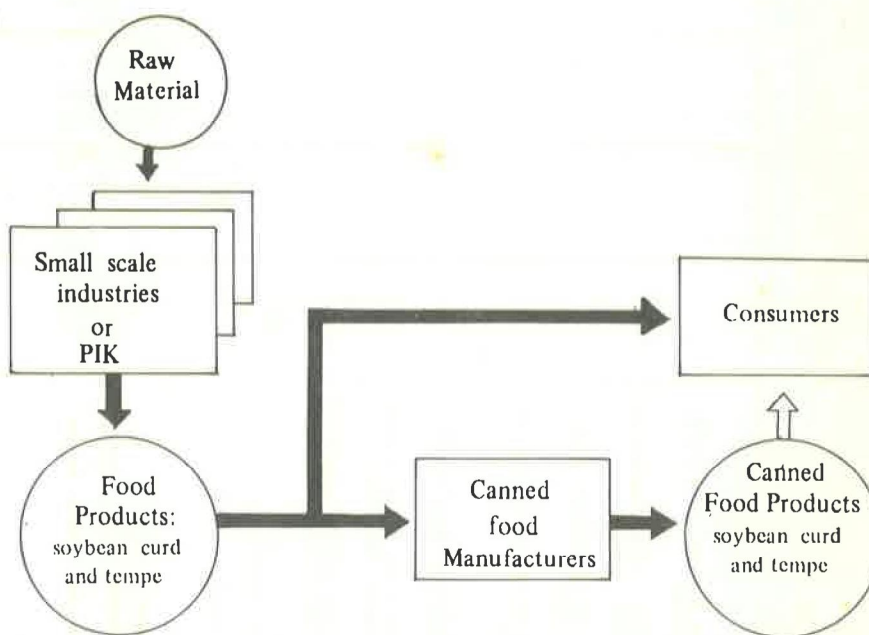 Raw
Material
Small scale
industries
or
PIK
Food
Products:
soybean curd
and tempe
Canned
food
Manufacturers
Canned
Food Products
soybean curd
and tempe
Consumers